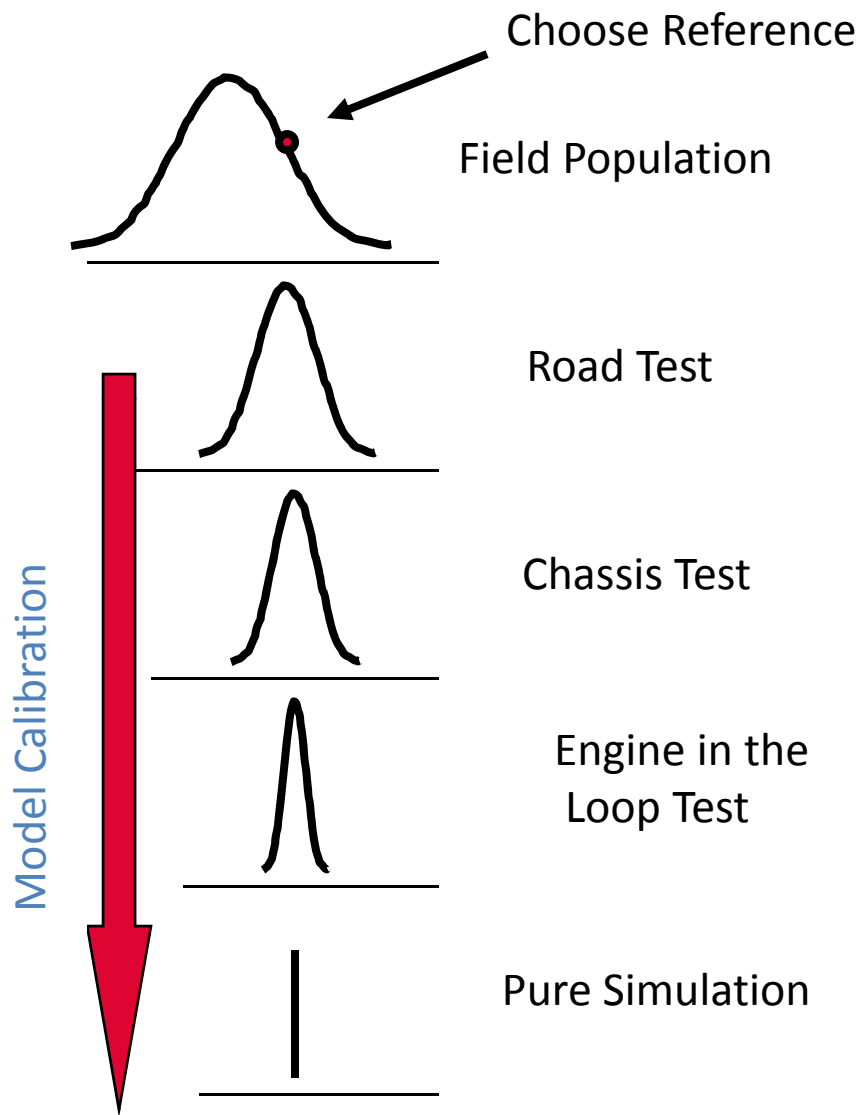 Choose Reference
Field Population
Road Test
Chassis Test
Engine in the
Loop Test
Pure Simulation
Model Calibration